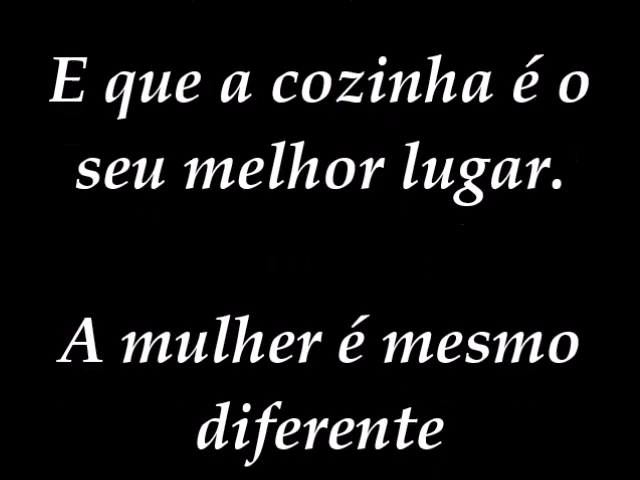 E que a cozinha é o
seu melhor lugar.
A mulher é mesmo
diferente